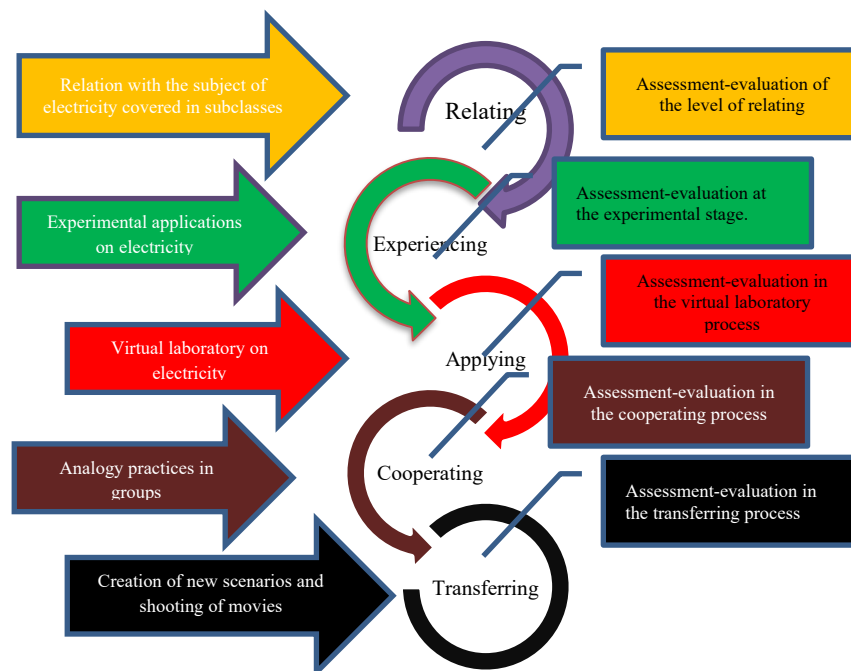 Relation with the subject of
electricity covered in subclasses
Relating
Assessment-evaluation of
the level of relating
Experimental applications
on electricity
Experiencing
Assessment-evaluation at
the experimental stage.
Virtual laboratory on
electricity
Applying
Assessment-evaluation in
the virtual laboratory
process
Analogy practices in
groups
Cooperating
Assessment-evaluation in
the cooperating process
Creation of new scenarios and
shooting of movies
Transferring
Assessment-evaluation in
the transferring process